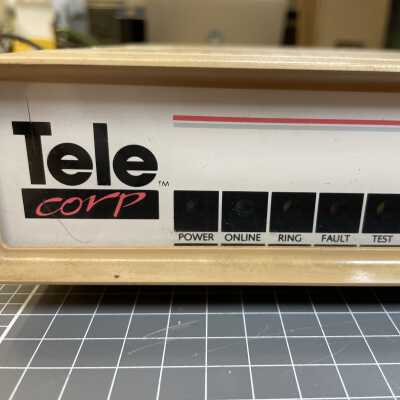 Tele
corp
TM
POWER ONLINE RING FAULT TEST